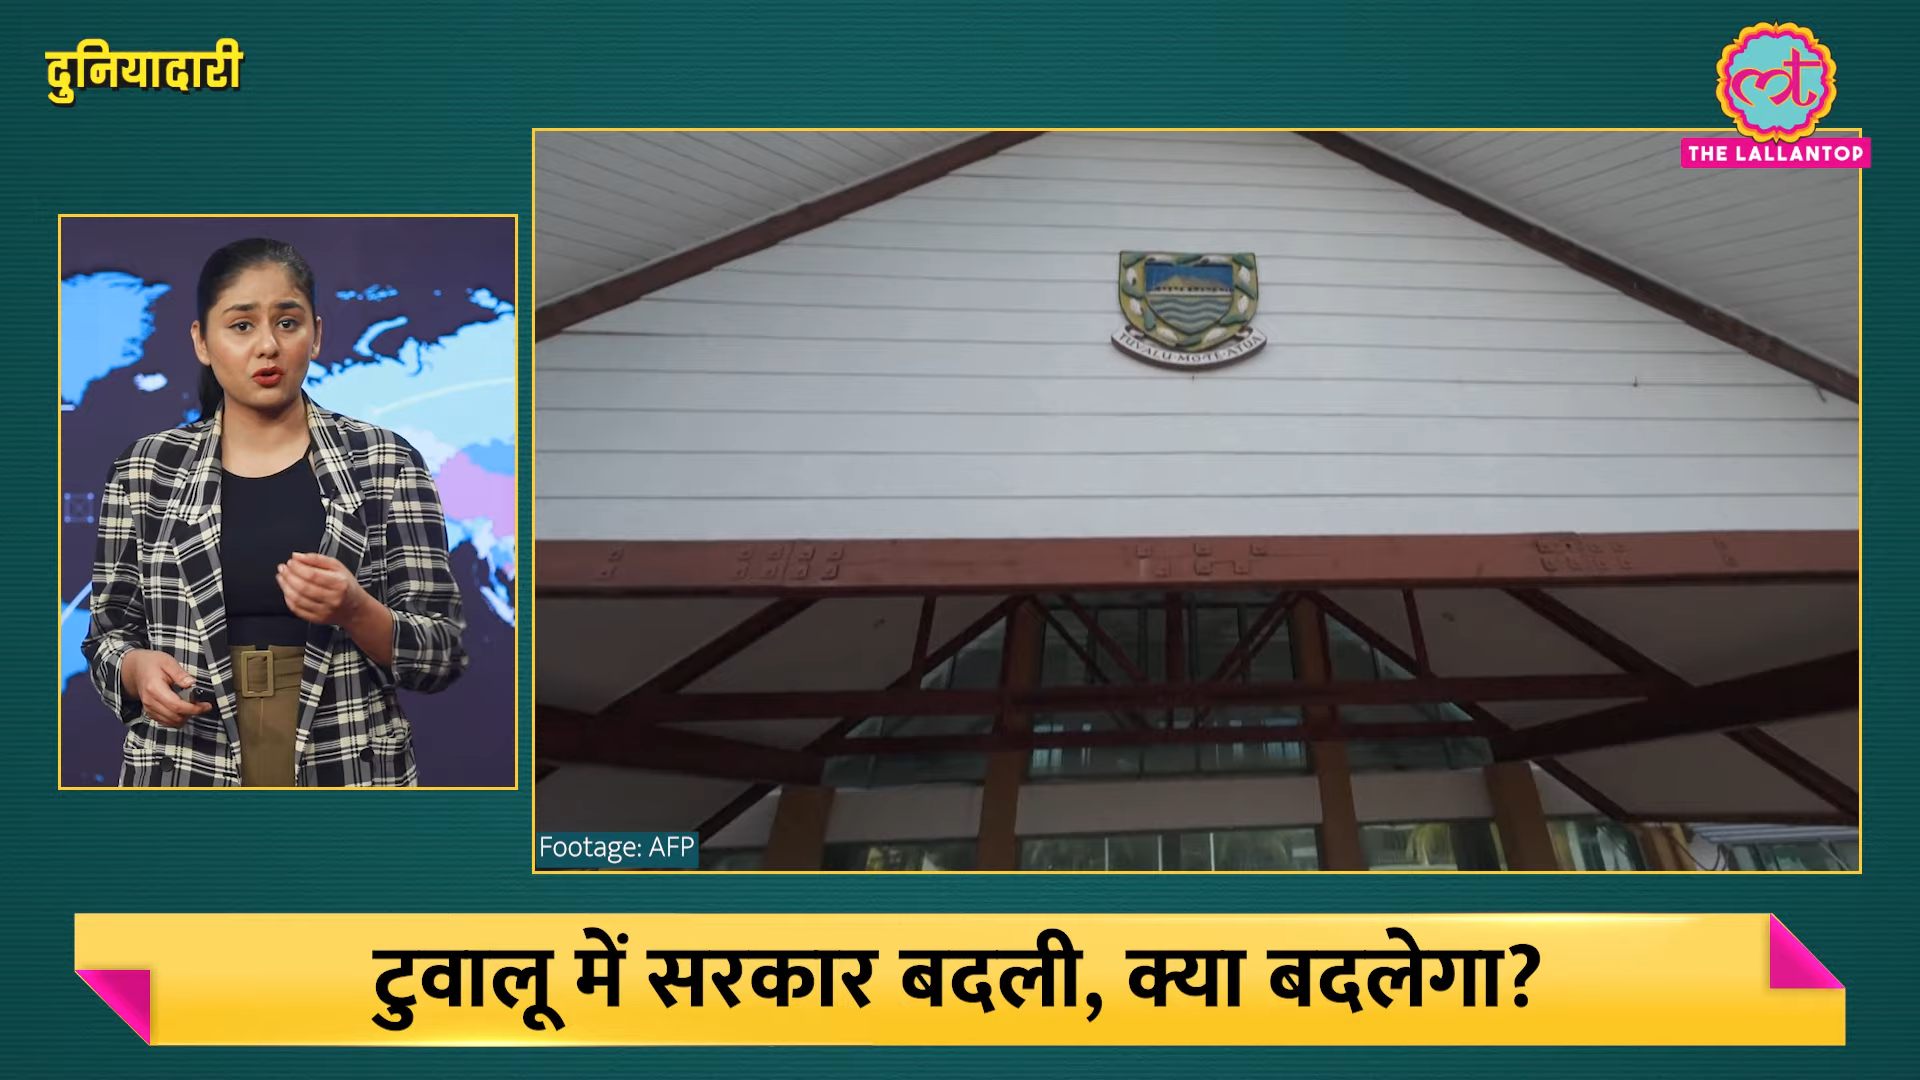 दुनियादारी
THE LALLANTOP
TUVALU-MO-TE-ATUA
Footage: AFP
टुवालू में सरकार बदली, क्या बदलेगा?